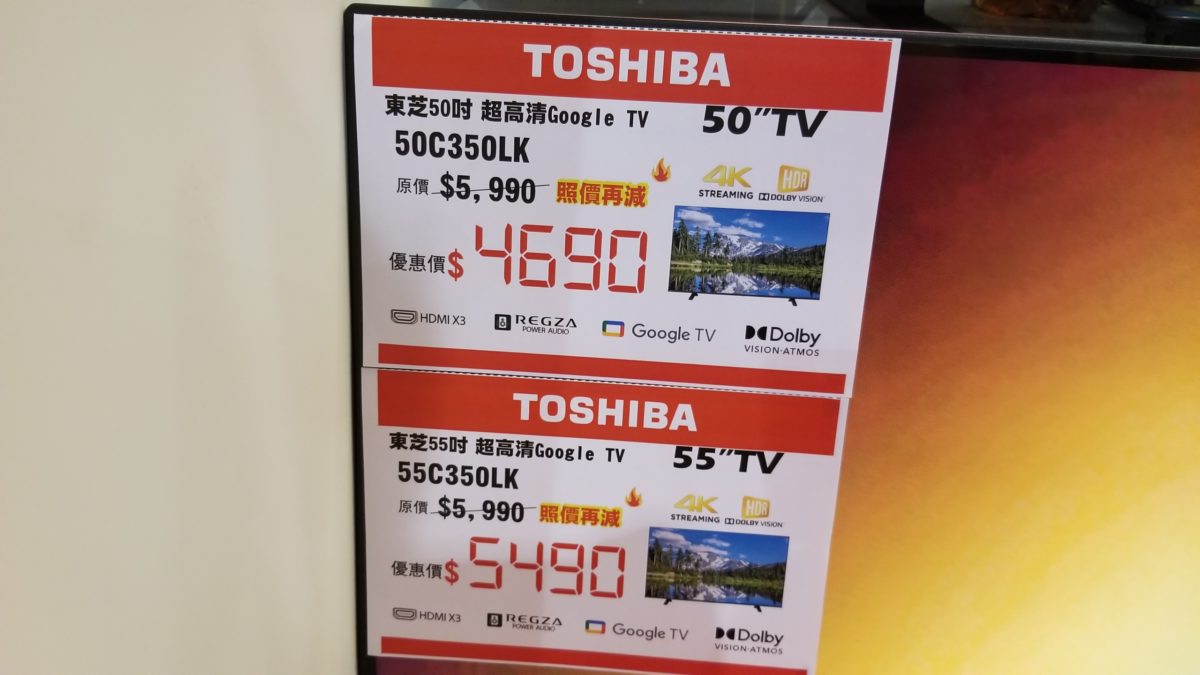 TOSHIBA
東芝50吋 超高清Google TV
50”TV
50C350LK
原價 $5,990 照價再減
4K STREAMING
HDR DOLBY VISION
優惠價 $4690
HDMI X3
REGZA POWER AUDIO
Google TV
Dolby VISION·ATMOS
TOSHIBA
東芝55吋 超高清Google TV
55”TV
55C350LK
原價 $5,990 照價再減
4K STREAMING
HDR DOLBY VISION
優惠價 $5490
HDMI X3
REGZA POWER AUDIO
Google TV
Dolby VISION·ATMOS